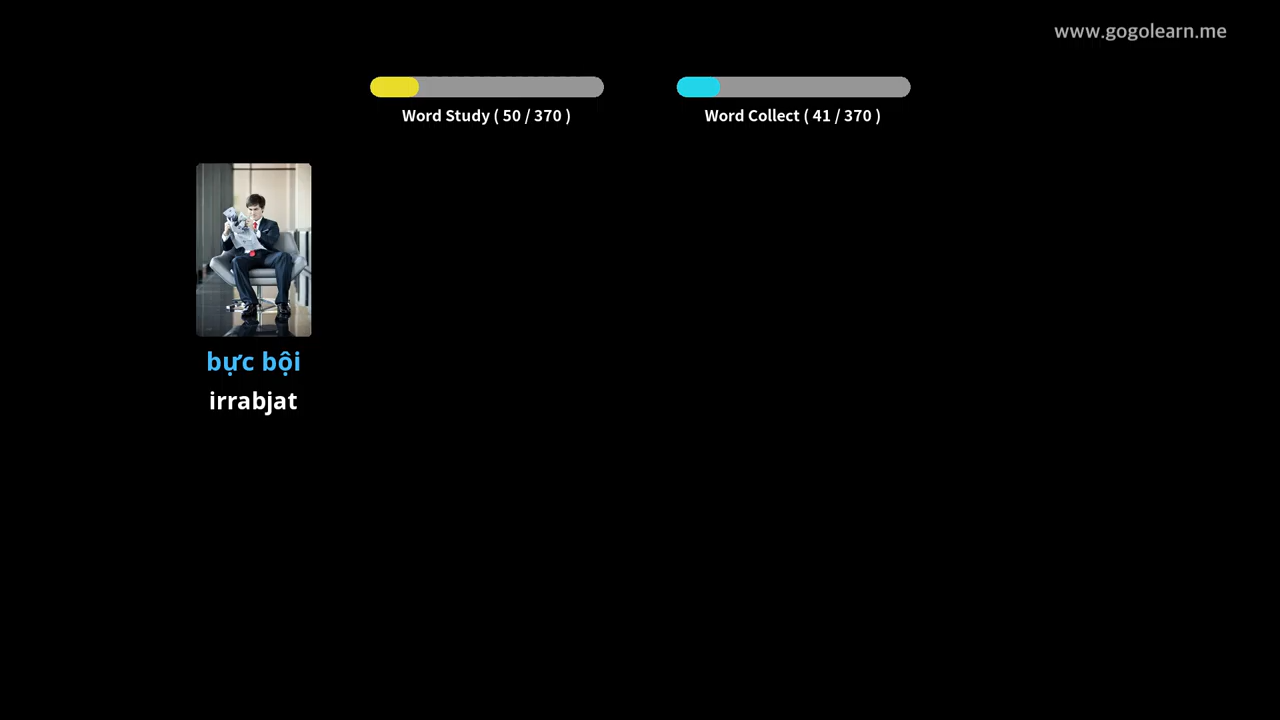 www.gogolearn.me
Word Study ( 50 / 370 )
Word Collect ( 41 / 370 )
bực bội
irrabjat